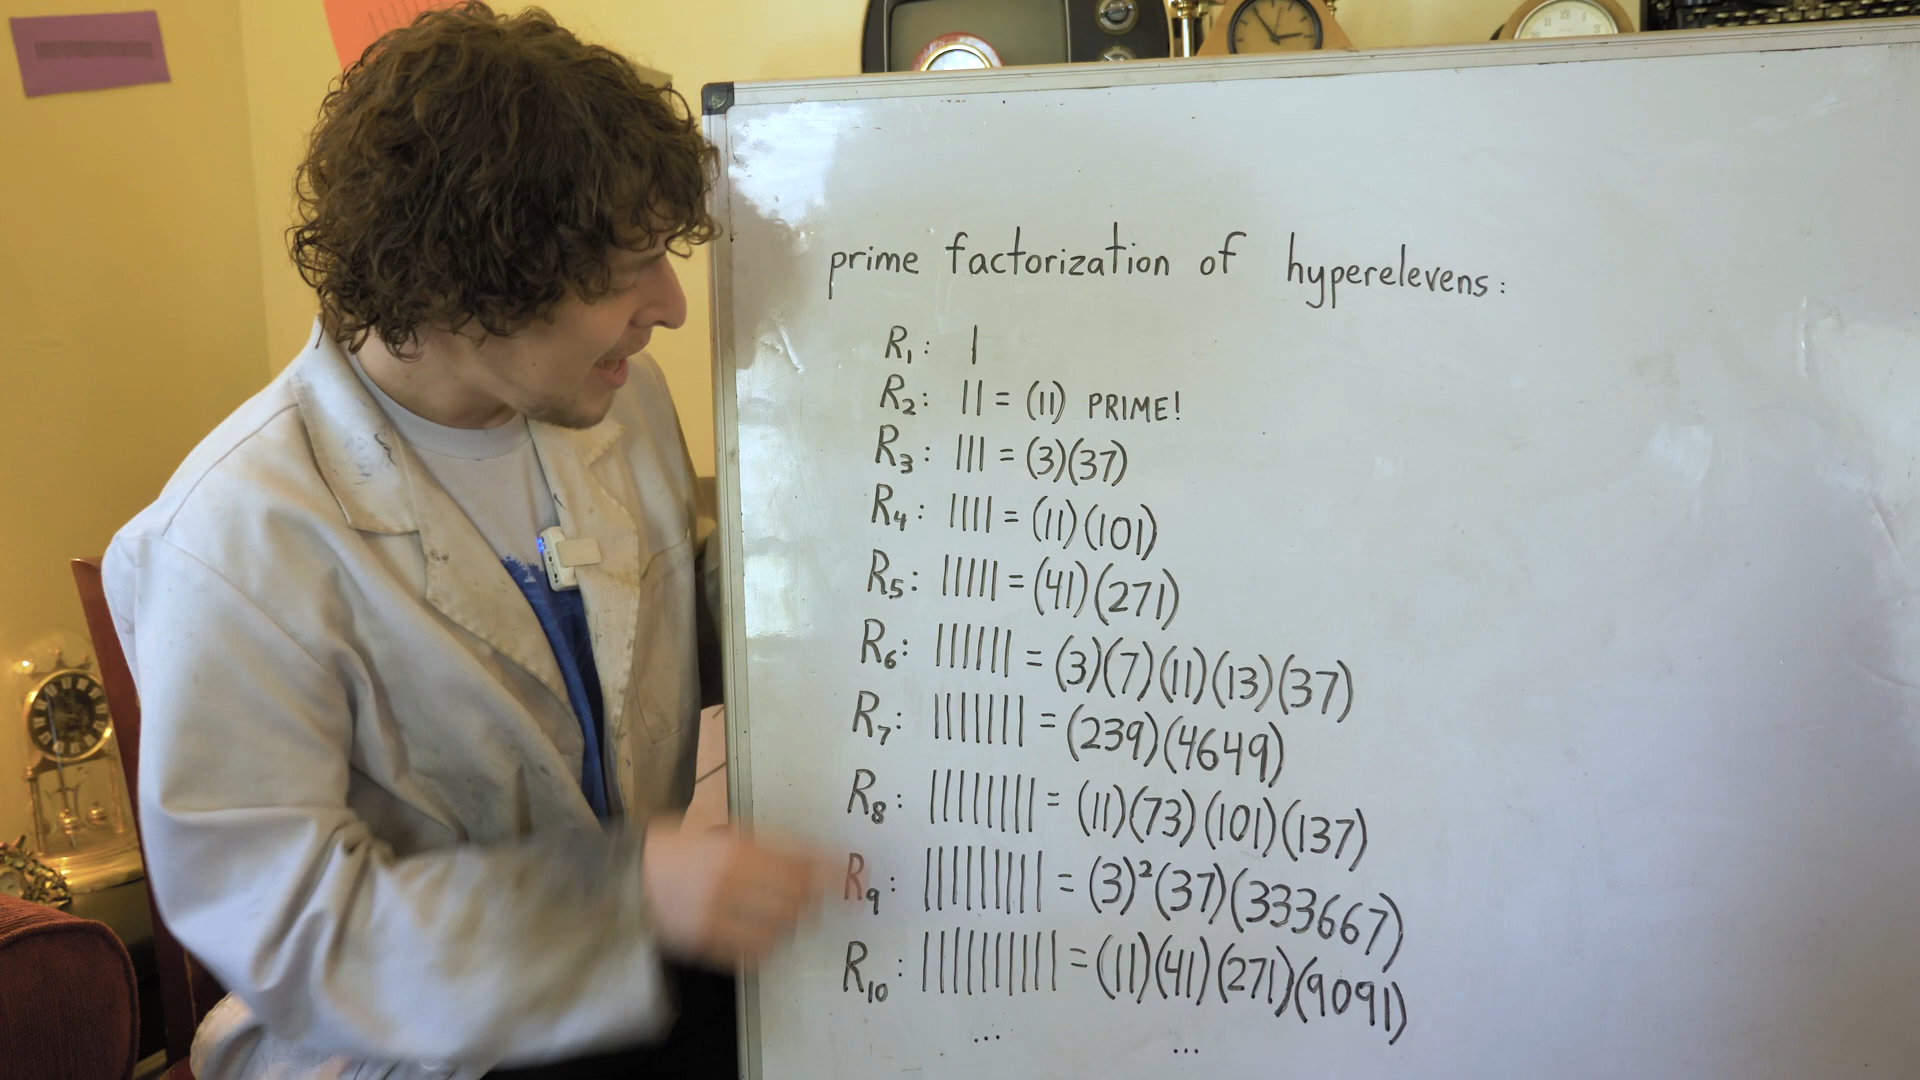 prime factorization of hyperelevens:
R₁: 1
R₂: 11 = (11) PRIME!
R₃: 111 = (3)(37)
R₄: 1111 = (11)(101)
R₅: 11111 = (41)(271)
R₆: 111111 = (3)(7)(11)(13)(37)
R₇: 1111111 = (239)(4649)
R₈: 11111111 = (11)(73)(101)(137)
R₉: 111111111 = (3)²(37)(333667)
R₁₀: 1111111111 = (11)(41)(271)(9091)
... ...